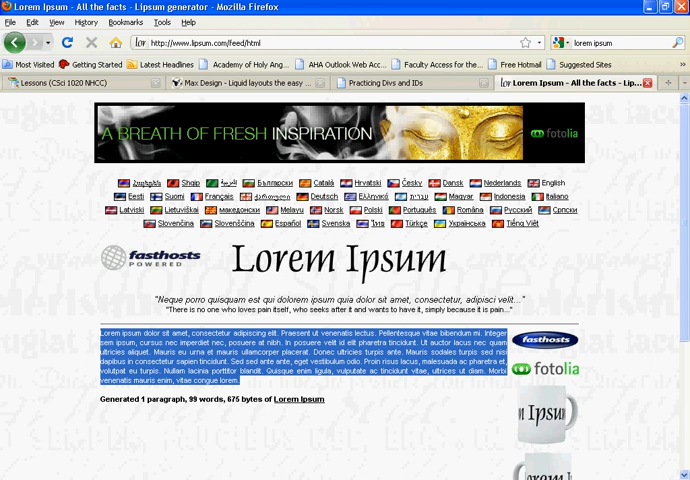 Lorem Ipsum - All the facts - Lipsum generator - Mozilla Firefox
File Edit View History Bookmarks Tools Help
http://www.lipsum.com/feed/html
lorem ipsum
Most Visited Getting Started Latest Headlines Academy of Holy Ang... AHA Outlook Web Acc... Faculty Access for the... Free Hotmail Suggested Sites
Lessons (CSci 1020 NHCC) Max Design - Liquid layouts the easy ... Practicing Divs and IDs Lorem Ipsum - All the facts - Lips...
A BREATH OF FRESH INSPIRATION fotolia
Shqip Български Català Hrvatski Česky Dansk Nederlands English
Eesti Suomi Français ქართული Deutsch Ελληνικά עברית Magyar Indonesia Italiano
Latviski Lietuviškai македонски Melayu Norsk Polski Português Româna Русский Српски
Slovenčina Slovenščina Español Svenska ไทย Türkçe Українська Tiếng Việt
fasthosts
POWERED
Lorem Ipsum
"Neque porro quisquam est qui dolorem ipsum quia dolor sit amet, consectetur, adipisci velit..."
"There is no one who loves pain itself, who seeks after it and wants to have it, simply because it is pain..."
Lorem ipsum dolor sit amet, consectetur adipiscing elit. Praesent ut venenatis lectus. Pellentesque vitae bibendum mi. Integer
sem ipsum, cursus nec imperdiet nec, posuere at nibh. In posuere velit id elit pharetra tincidunt. Ut auctor lacus nec quam
ultricies aliquet. Mauris eu urna et mauris ullamcorper placerat. Donec ultricies turpis ante. Mauris sodales turpis sed nisi
dapibus in consectetur sapien tincidunt. Sed sed ante ante, eget vestibulum odio. Proin risus lacus, malesuada ac pharetra et,
volutpat eu turpis. Nullam lacinia porttitor blandit. Quisque enim ligula, vulputate ac tincidunt vitae, ultrices ut diam. Morbi
venenatis mauris enim, vitae congue lorem.
fasthosts
fotolia
Generated 1 paragraph, 99 words, 675 bytes of Lorem Ipsum